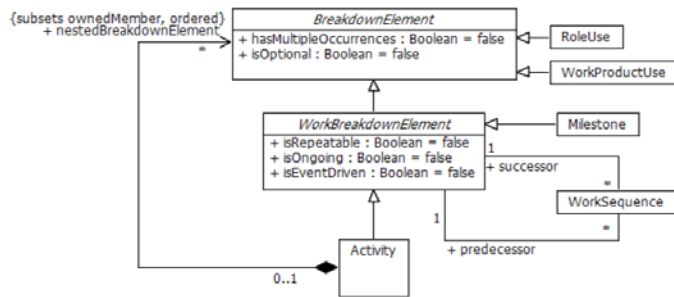 {subsets ownedMember, ordered}
+ nestedBreakdownElement
*
BreakdownElement
+ hasMultipleOccurrences : Boolean = false
+ isOptional : Boolean = false
RoleUse
WorkProductUse
WorkBreakdownElement
+ isRepeatable : Boolean = false
+ isOngoing : Boolean = false
+ isEventDriven : Boolean = false
Milestone
1
+ successor
*
WorkSequence
1
*
+ predecessor
Activity
0..1